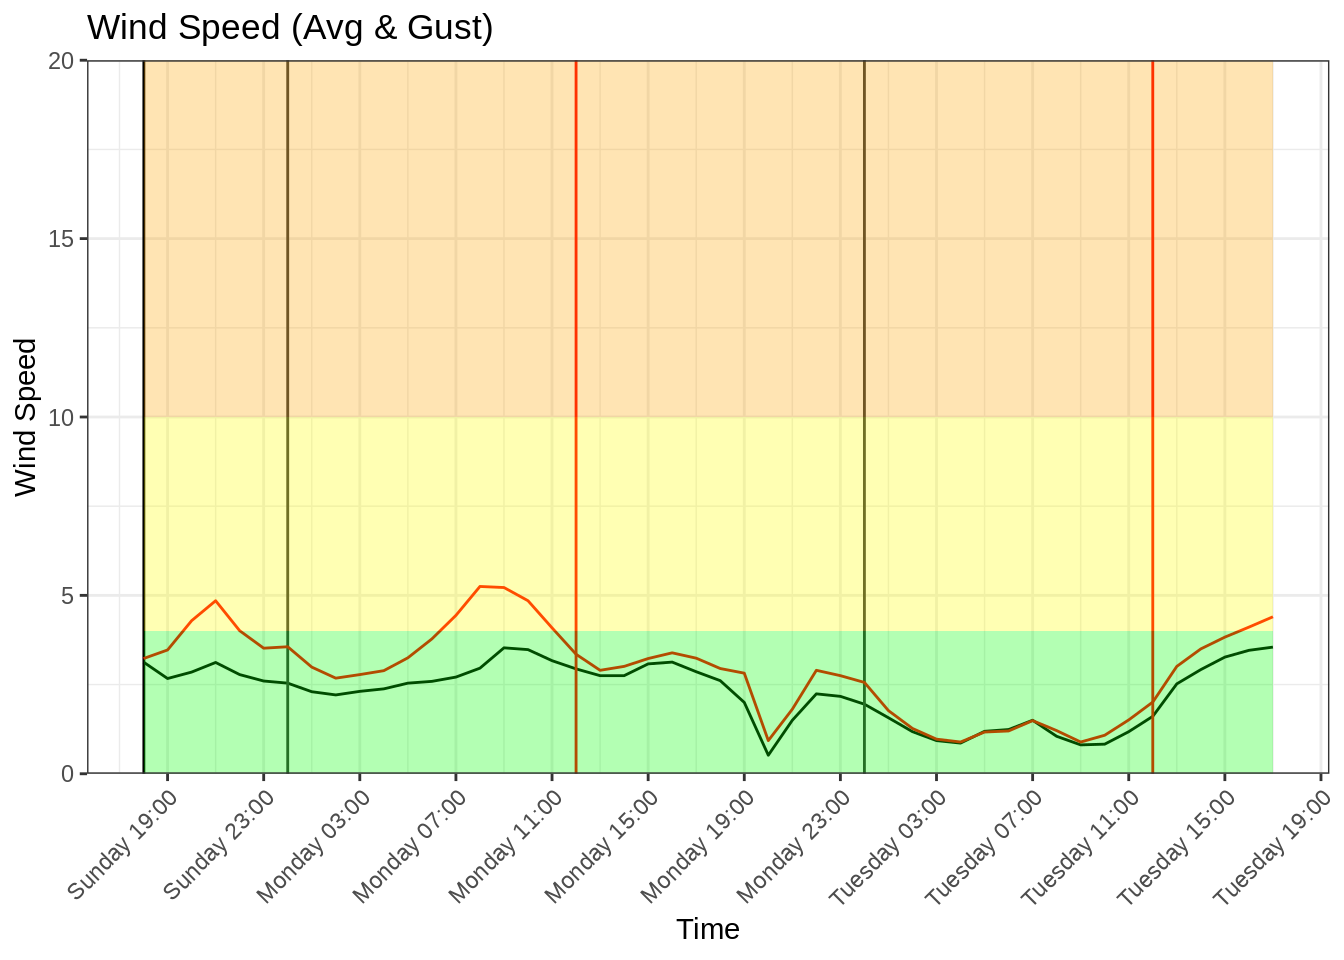 Wind Speed (Avg & Gust)
20
15
10
5
0
Wind Speed
Sunday 19:00
Sunday 23:00
Monday 03:00
Monday 07:00
Monday 11:00
Monday 15:00
Monday 19:00
Monday 23:00
Tuesday 03:00
Tuesday 07:00
Tuesday 11:00
Tuesday 15:00
Tuesday 19:00
Time